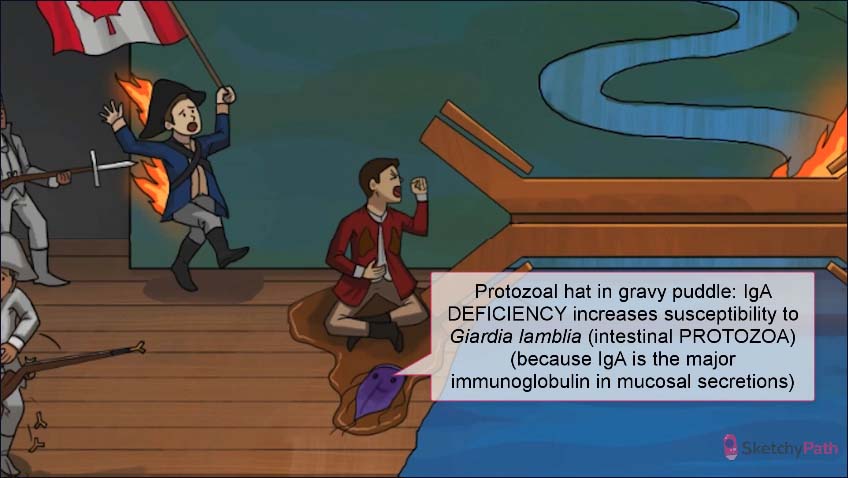 Protozoal hat in gravy puddle: IgA
DEFICIENCY increases susceptibility to
Giardia lamblia (intestinal PROTOZOA)
(because IgA is the major
immunoglobulin in mucosal secretions)
SketchyPath